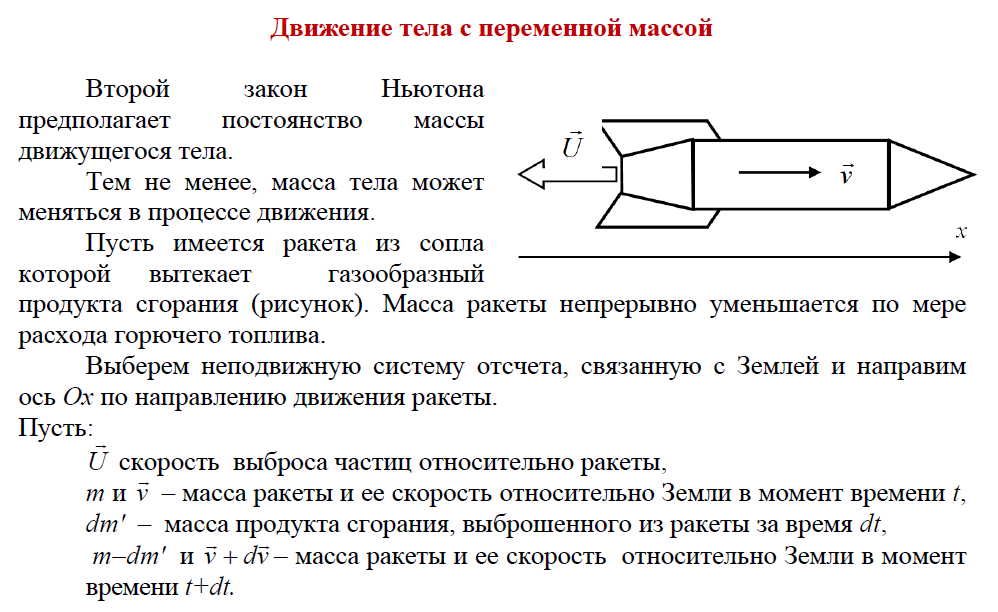 Движение тела с переменной массой
Второй закон Ньютона
предполагает постоянство массы
движущегося тела.
Тем не менее, масса тела может
меняться в процессе движения.
Пусть имеется ракета из сопла
которой вытекает газообразный
продукта сгорания (рисунок). Масса ракеты непрерывно уменьшается по мере
расхода горючего топлива.
U⃗
v⃗
x
Выберем неподвижную систему отсчета, связанную с Землей и направим
ось Ox по направлению движения ракеты.
Пусть:
U⃗ скорость выброса частиц относительно ракеты,
m и v⃗ – масса ракеты и ее скорость относительно Земли в момент времени t,
dm' – масса продукта сгорания, выброшенного из ракеты за время dt,
m–dm' и v⃗ + dv⃗ – масса ракеты и ее скорость относительно Земли в момент
времени t+dt.